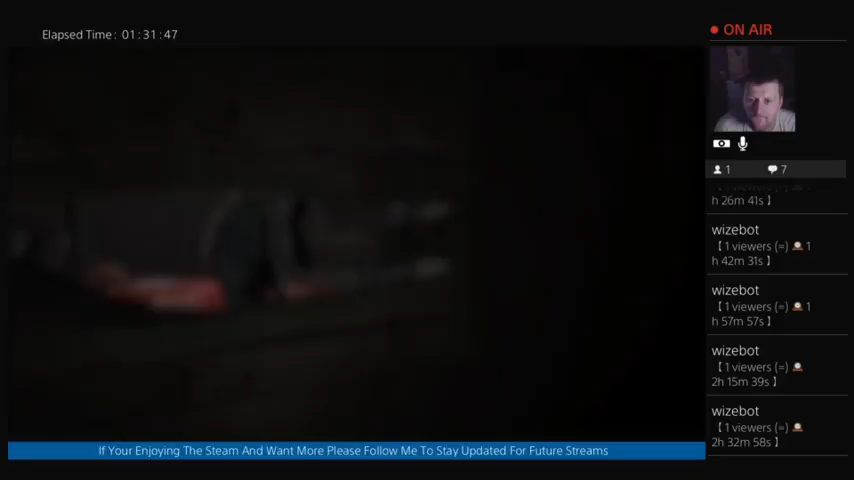 Elapsed Time: 01:31:47
ON AIR
1
7
h 26m 41s】
wizebot
【1 viewers (=) 1
h 42m 31s】
wizebot
【1 viewers (=) 1
h 57m 57s】
wizebot
【1 viewers (=)
2h 15m 39s】
wizebot
【1 viewers (=)
2h 32m 58s】
If Your Enjoying The Steam And Want More Please Follow Me To Stay Updated For Future Streams